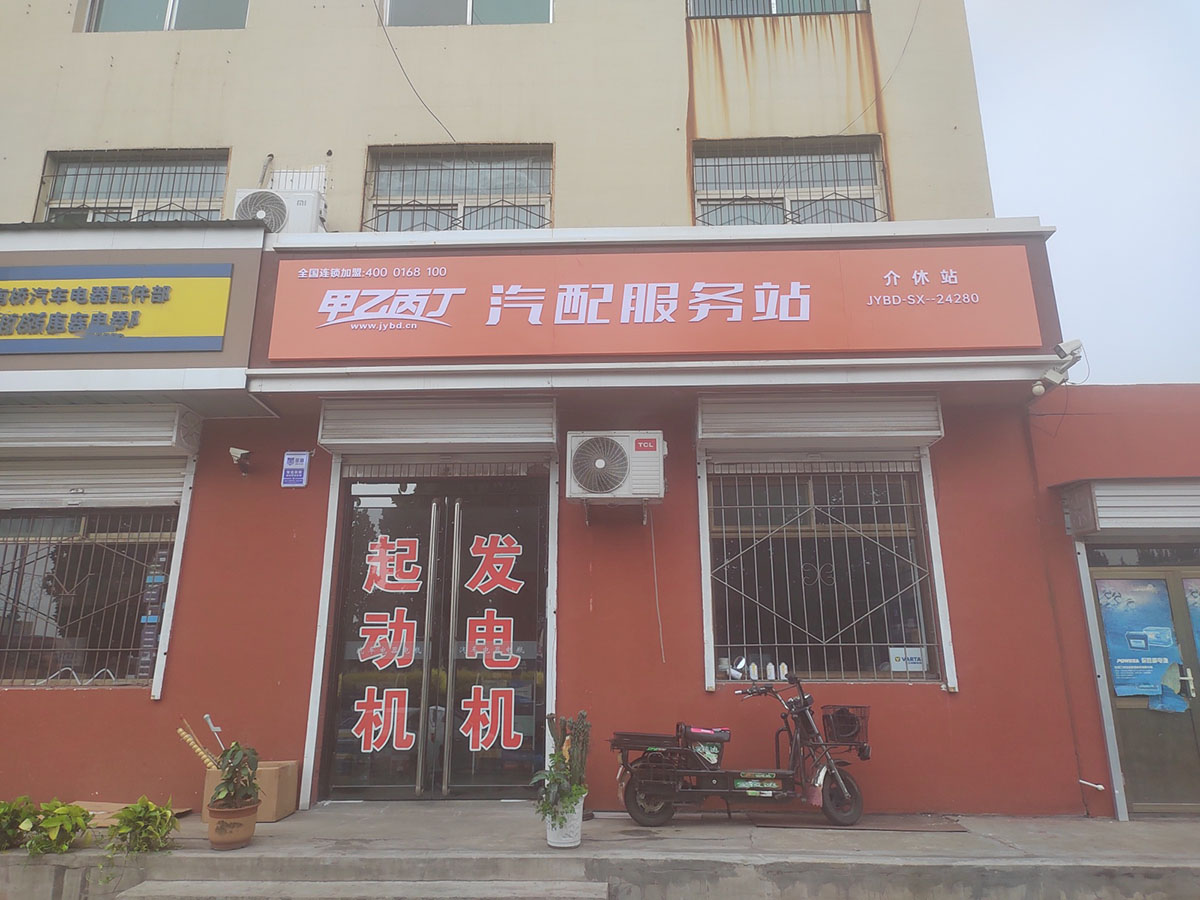 全国连锁加盟:400 0168 100
甲乙丙丁
www.jybd.cn
汽配服务站
介休站
JYBD-SX--24280
桥汽车电器配件部
TCL
起动机
发电机
VARTA